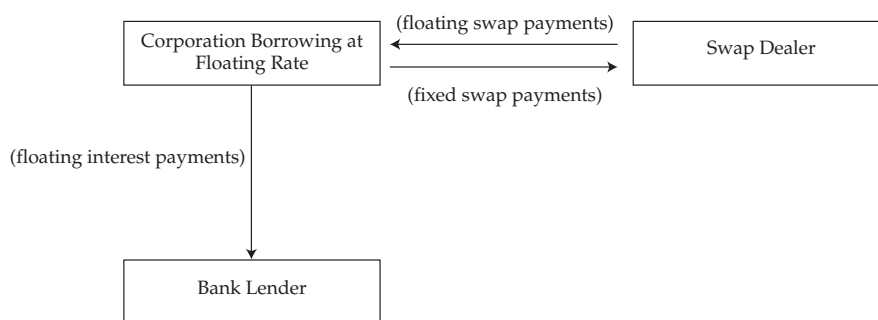 (floating swap payments)
Corporation Borrowing at
Floating Rate
Swap Dealer
(fixed swap payments)
(floating interest payments)
Bank Lender